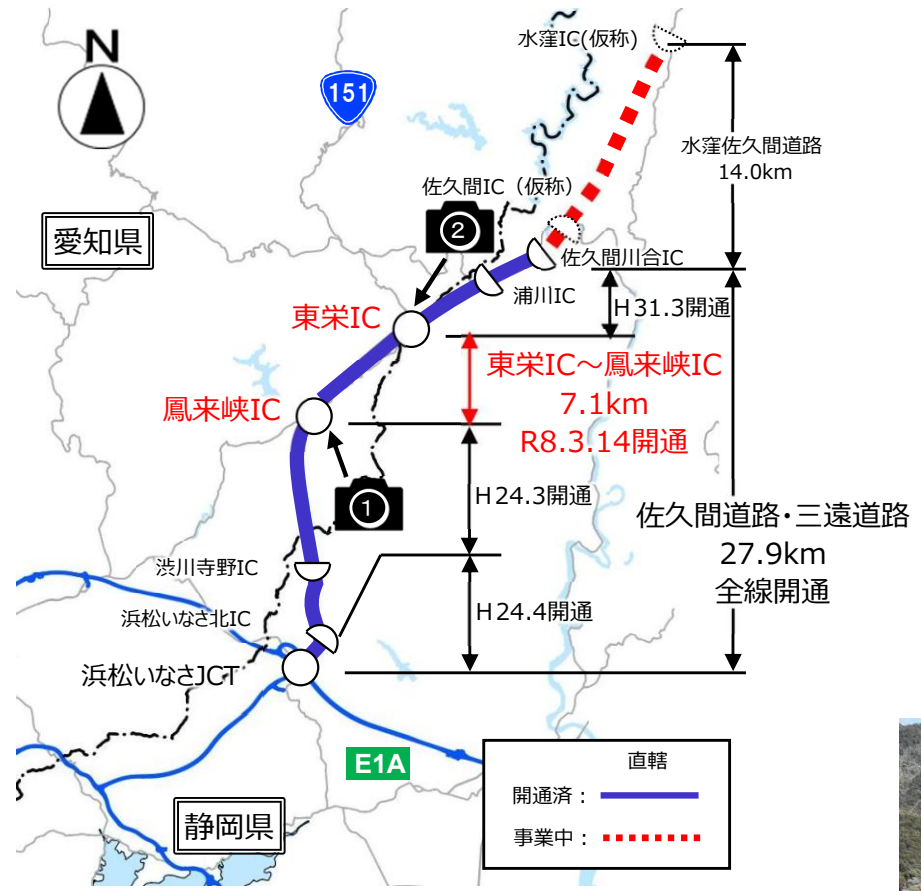 N
151
水窪IC(仮称)
水窪佐久間道路
14.0km
佐久間IC（仮称）
②
愛知県
佐久間川合IC
浦川IC
H31.3開通
東栄IC
東栄IC～鳳来峡IC
7.1km
R8.3.14開通
鳳来峡IC
①
H24.3開通
佐久間道路・三遠道路
27.9km
全線開通
渋川寺野IC
浜松いなさ北IC
H24.4開通
浜松いなさJCT
E1A
静岡県
直轄
開通済：
事業中：